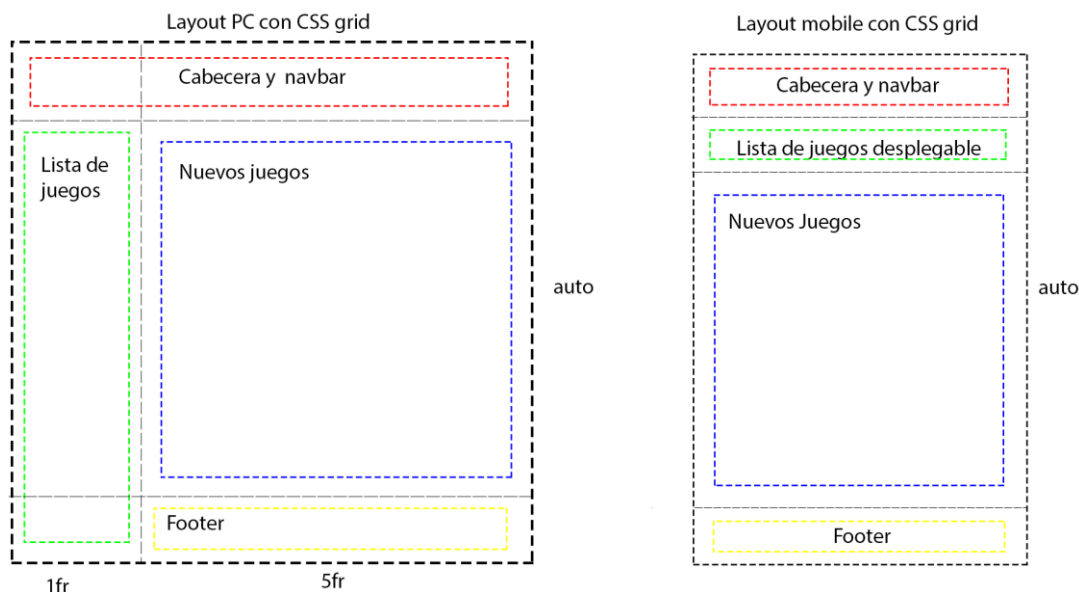 Layout PC con CSS grid
Cabecera y navbar
Lista de
juegos
Nuevos juegos
auto
Footer
1fr
5fr
Layout mobile con CSS grid
Cabecera y navbar
Lista de juegos desplegable
Nuevos Juegos
auto
Footer